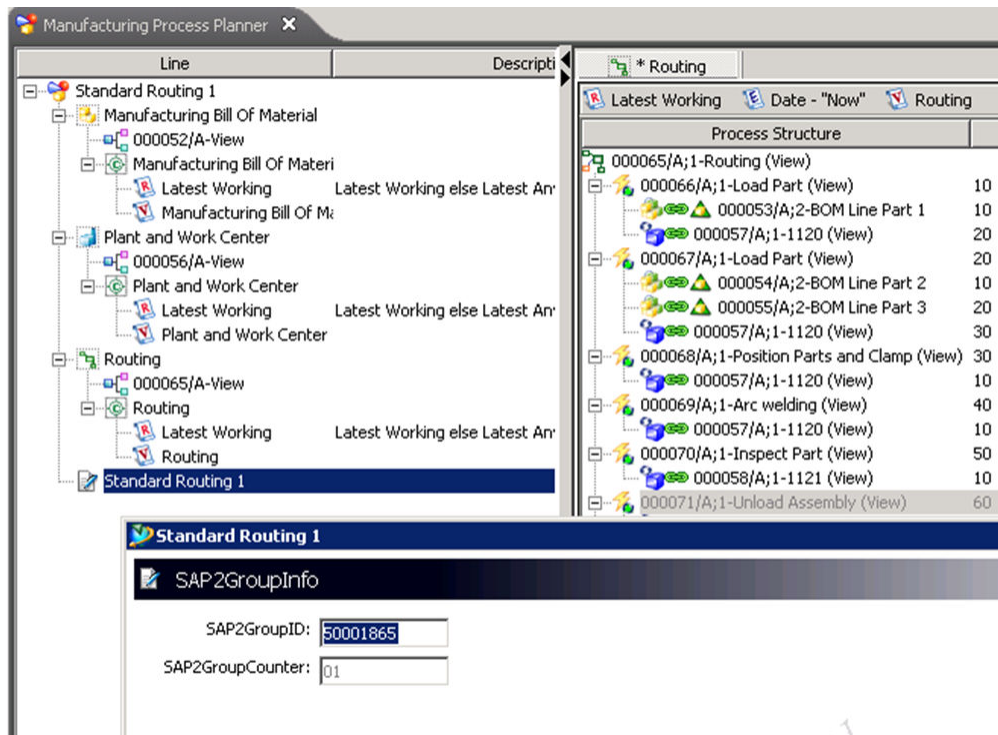 Manufacturing Process Planner
Line
Descripti
Standard Routing 1
Manufacturing Bill Of Material
000052/A-View
Manufacturing Bill Of Materi
Latest Working Latest Working else Latest An
Manufacturing Bill Of Ma
Plant and Work Center
000056/A-View
Plant and Work Center
Latest Working Latest Working else Latest An
Plant and Work Center
Routing
000065/A-View
Routing
Latest Working Latest Working else Latest An
Routing
Standard Routing 1
* Routing
Latest Working Date - "Now" Routing
Process Structure
000065/A;1-Routing (View)
000066/A;1-Load Part (View) 10
000053/A;2-BOM Line Part 1 10
000057/A;1-1120 (View) 20
000067/A;1-Load Part (View) 20
000054/A;2-BOM Line Part 2 10
000055/A;2-BOM Line Part 3 20
000057/A;1-1120 (View) 30
000068/A;1-Position Parts and Clamp (View) 30
000057/A;1-1120 (View) 10
000069/A;1-Arc welding (View) 40
000057/A;1-1120 (View) 10
000070/A;1-Inspect Part (View) 50
000058/A;1-1121 (View) 10
000071/A;1-Unload Assembly (View) 60
Standard Routing 1
SAP2GroupInfo
SAP2GroupID: 50001865
SAP2GroupCounter: 01